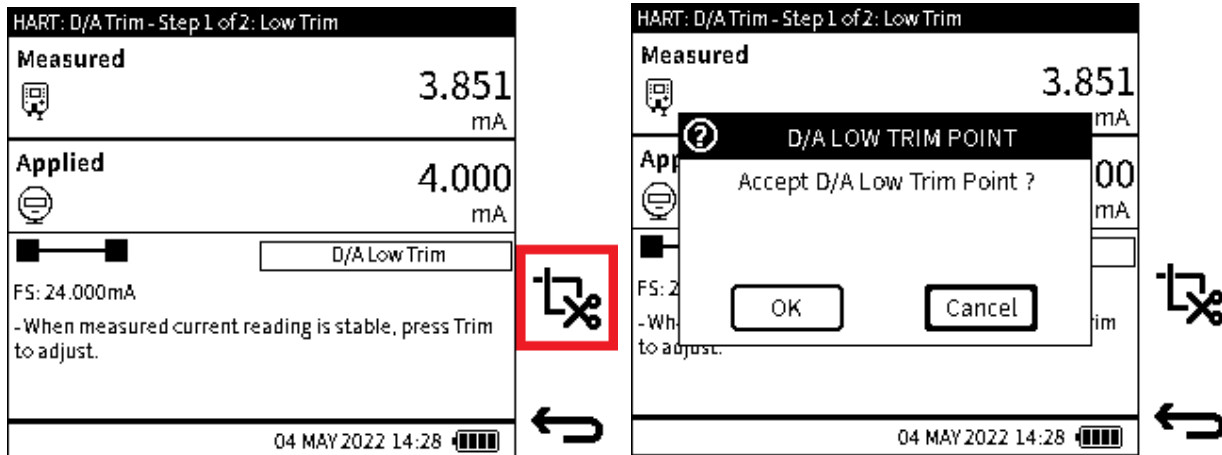 HART: D/A Trim - Step 1 of 2: Low Trim
Measured
3.851
mA
Applied
4.000
mA
D/A Low Trim
FS: 24.000mA
- When measured current reading is stable, press Trim
to adjust.
04 MAY 2022 14:28
HART: D/A Trim - Step 1 of 2: Low Trim
Measured
3.851
mA
D/A LOW TRIM POINT
App
00
Accept D/A Low Trim Point ?
mA
FS: 2
OK
Cancel
- Wh
im
to adjust.
04 MAY 2022 14:28